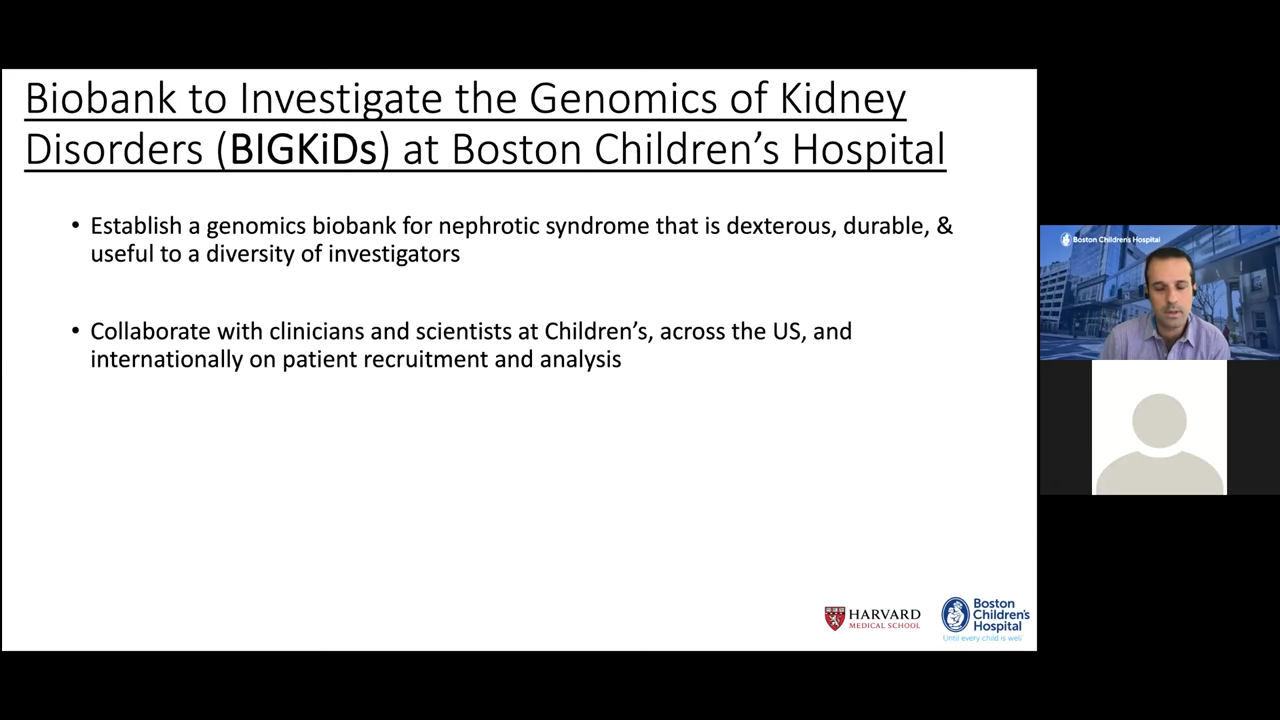 Biobank to Investigate the Genomics of Kidney
Disorders (BIGKiDs) at Boston Children’s Hospital
• Establish a genomics biobank for nephrotic syndrome that is dexterous, durable, &
useful to a diversity of investigators
• Collaborate with clinicians and scientists at Children’s, across the US, and
internationally on patient recruitment and analysis
HARVARD
MEDICAL SCHOOL
Boston
Children’s
Hospital
Until every child is well
Boston Children’s Hospital